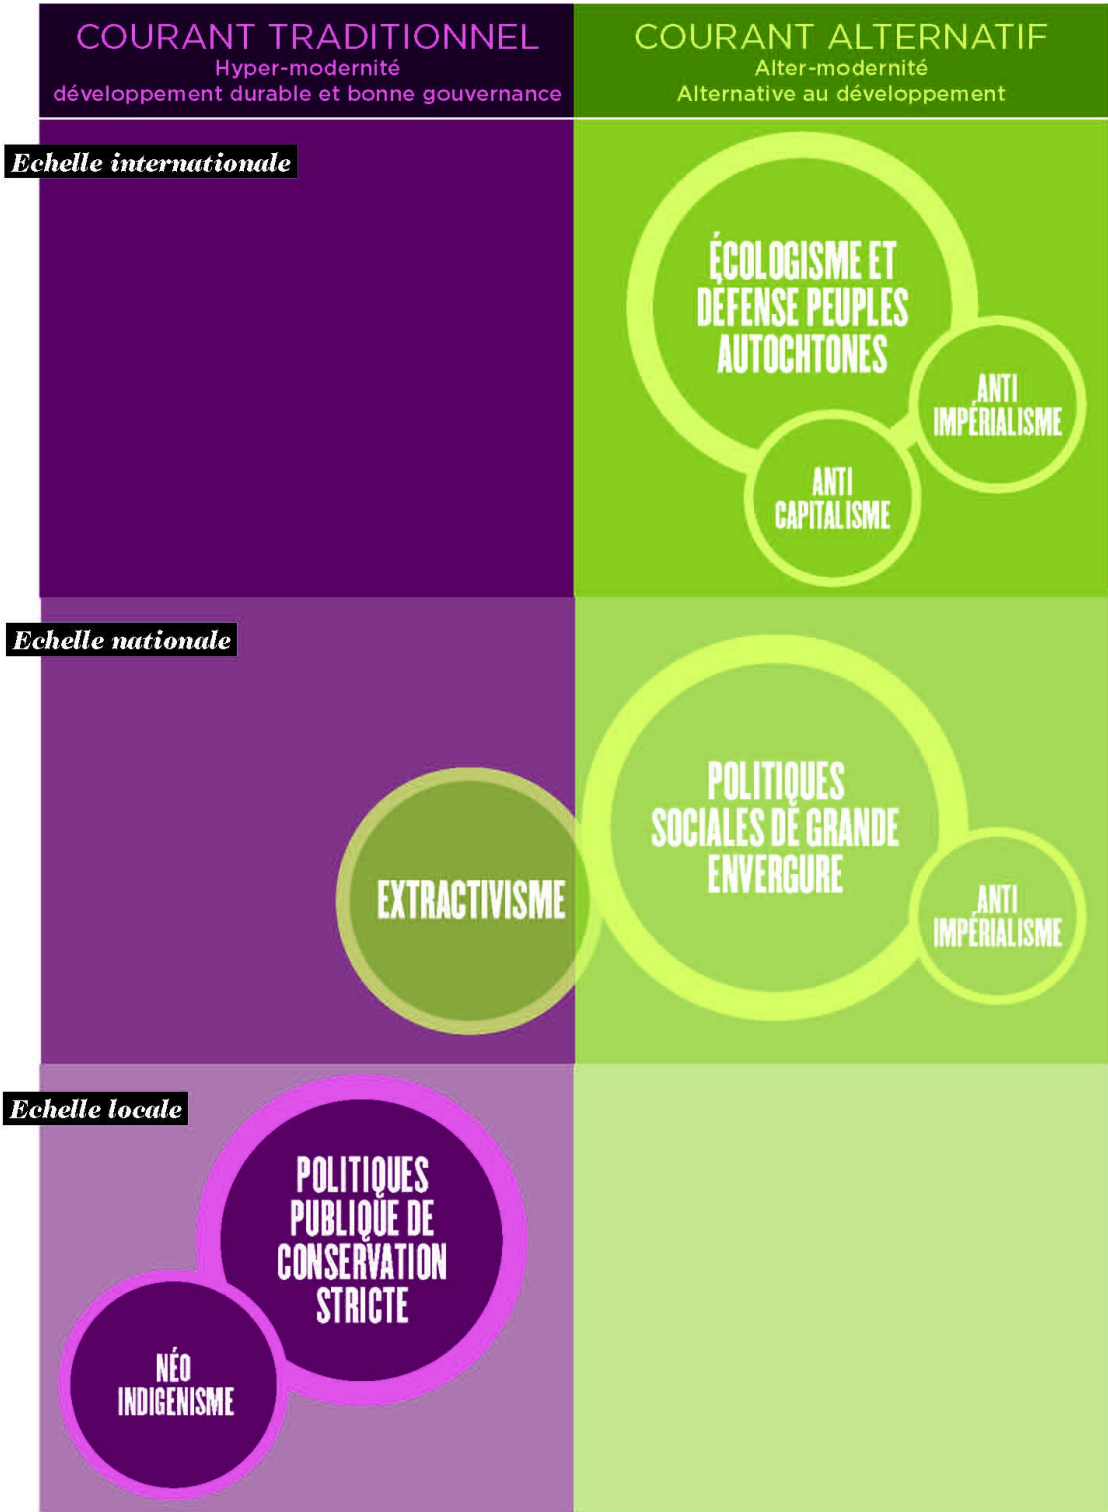 COURANT TRADITIONNEL
Hyper-modernité
développement durable et bonne gouvernance
COURANT ALTERNATIF
Alter-modernité
Alternative au développement
Echelle internationale
ÉCOLOGISME ET
DÉFENSE PEUPLES
AUTOCHTONES
ANTI
IMPÉRIALISME
ANTI
CAPITALISME
Echelle nationale
POLITIQUES
SOCIALES DE GRANDE
ENVERGURE
EXTRACTIVISME
ANTI
IMPÉRIALISME
Echelle locale
POLITIQUES
PUBLIQUE DE
CONSERVATION
STRICTE
NÉO
INDIGENISME